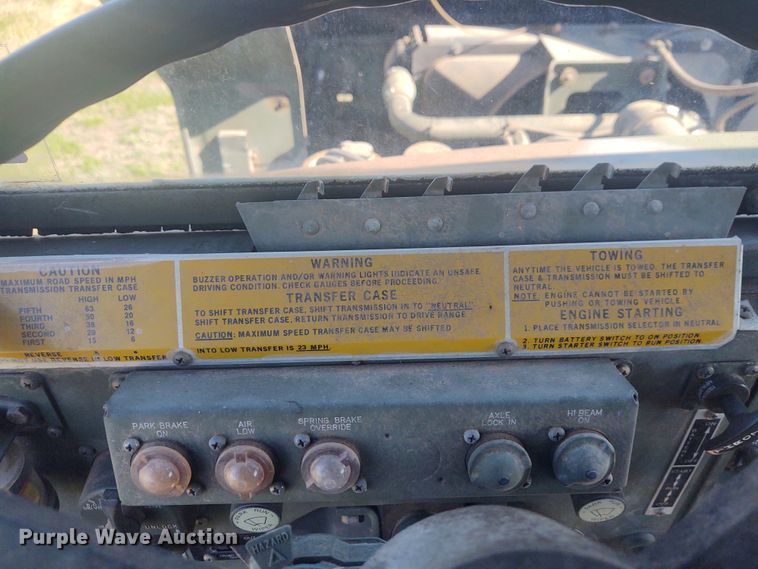 CAUTION
MAXIMUM ROAD SPEED IN MPH
TRANSMISSION TRANSFER CASE
HIGH LOW
FIFTH 63 26
FOURTH 50 20
THIRD 38 16
SECOND 29 12
FIRST 15 6
REVERSE
LOW TRANSFER
WARNING
BUZZER OPERATION AND/OR WARNING LIGHTS INDICATE AN UNSAFE
DRIVING CONDITION. CHECK GAUGES BEFORE PROCEEDING.
TRANSFER CASE
TO SHIFT TRANSFER CASE, SHIFT TRANSMISSION IN TO "NEUTRAL"
SHIFT TRANSFER CASE, RETURN TRANSMISSION TO DRIVE RANGE
CAUTION: MAXIMUM SPEED TRANSFER CASE MAY BE SHIFTED
INTO LOW TRANSFER IS 23 MPH.
TOWING
ANYTIME THE VEHICLE IS TOWED, THE TRANSFER
CASE & TRANSMISSION MUST BE SHIFTED TO
NEUTRAL.
NOTE: ENGINE CANNOT BE STARTED BY
PUSHING OR TOWING VEHICLE
ENGINE STARTING
1. PLACE TRANSMISSION SELECTOR IN NEUTRAL
2. TURN BATTERY SWITCH TO ON POSITION.
3. TURN STARTER SWITCH TO RUN POSITION.
PARK BRAKE
ON
AIR
LOW
SPRING BRAKE
OVERRIDE
AXLE
LOCK IN
HI BEAM
ON
UNLOCK
HAZARD
Purple Wave Auction